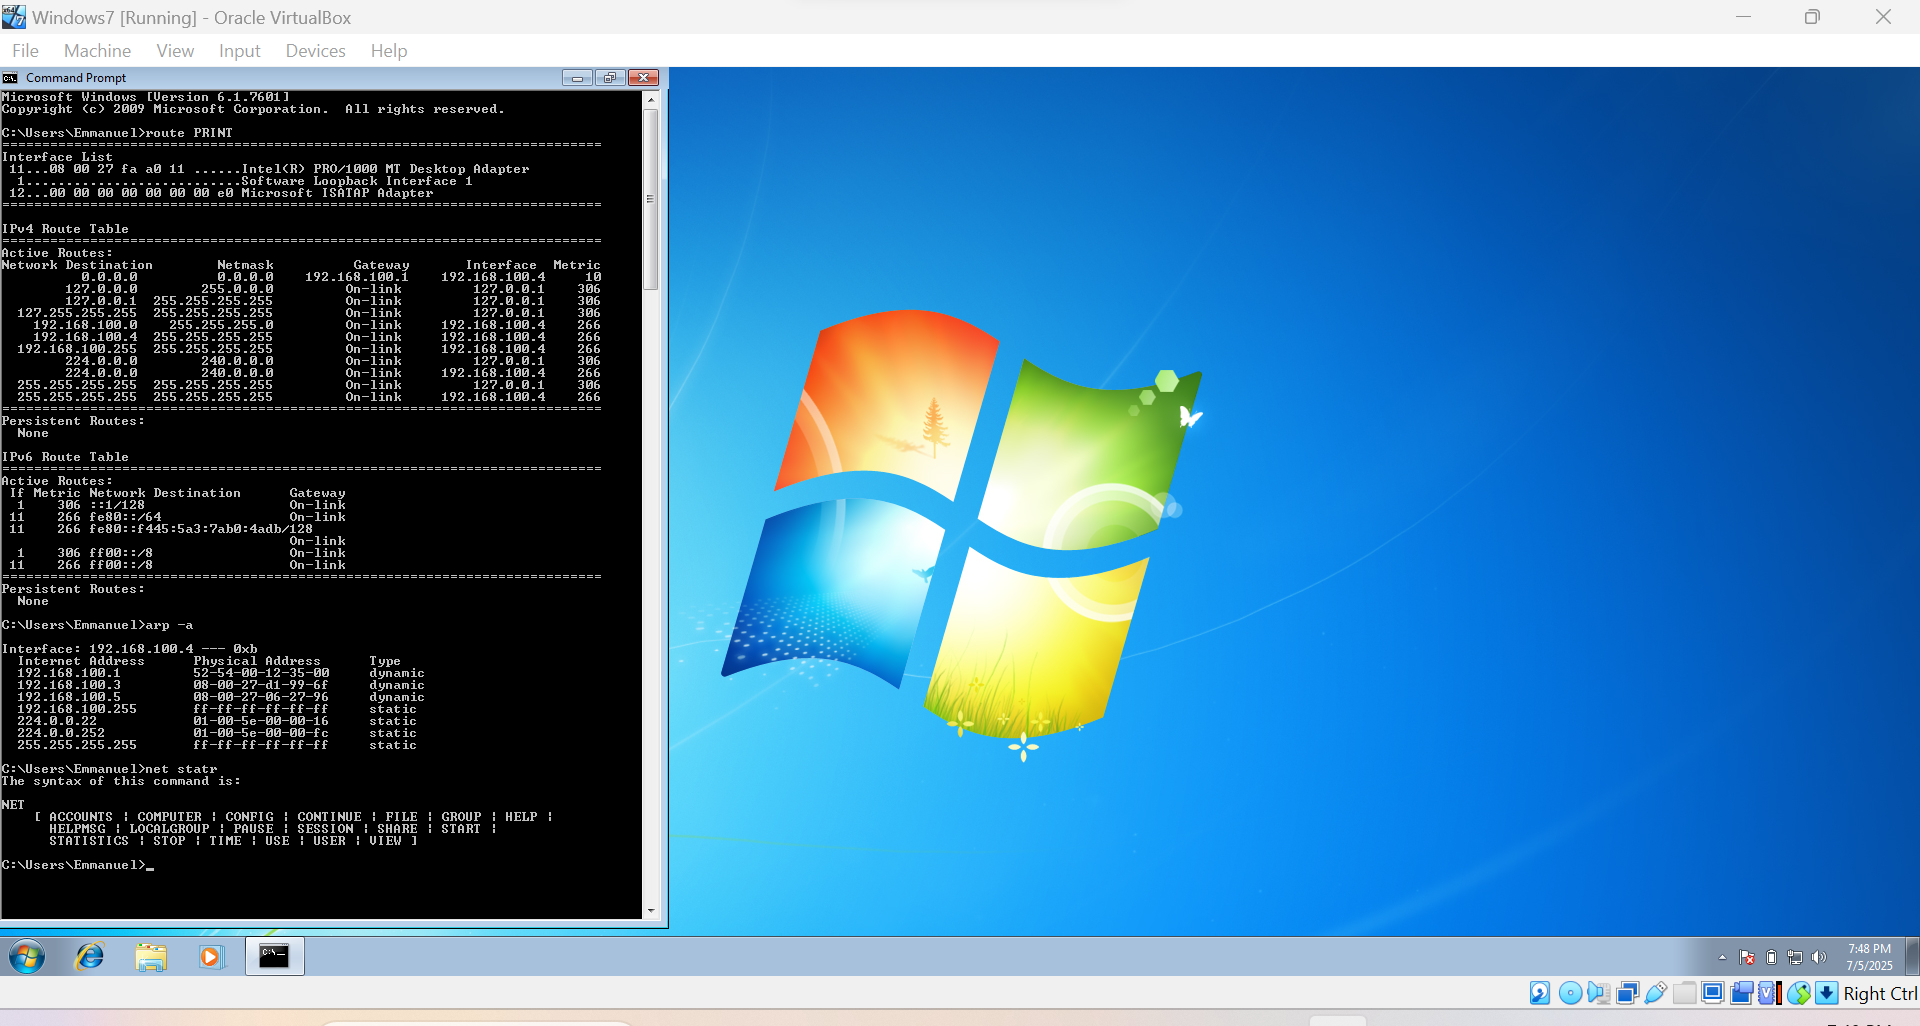 Windows7 [Running] - Oracle VirtualBox
File Machine View Input Devices Help
Command Prompt
Microsoft Windows [Version 6.1.7601]
Copyright (c) 2009 Microsoft Corporation. All rights reserved.
C:\Users\Emmanuel>route PRINT
===========================================================================
Interface List
11...08 00 27 fa a0 11 ......Intel(R) PRO/1000 MT Desktop Adapter
1...........................Software Loopback Interface 1
12...00 00 00 00 00 00 00 e0 Microsoft ISATAP Adapter
===========================================================================
IPv4 Route Table
===========================================================================
Active Routes:
Network Destination Netmask Gateway Interface Metric
0.0.0.0 0.0.0.0 192.168.100.1 192.168.100.4 10
127.0.0.0 255.0.0.0 On-link 127.0.0.1 306
127.0.0.1 255.255.255.255 On-link 127.0.0.1 306
127.255.255.255 255.255.255.255 On-link 127.0.0.1 306
192.168.100.0 255.255.255.0 On-link 192.168.100.4 266
192.168.100.4 255.255.255.255 On-link 192.168.100.4 266
192.168.100.255 255.255.255.255 On-link 192.168.100.4 266
224.0.0.0 240.0.0.0 On-link 127.0.0.1 306
224.0.0.0 240.0.0.0 On-link 192.168.100.4 266
255.255.255.255 255.255.255.255 On-link 127.0.0.1 306
255.255.255.255 255.255.255.255 On-link 192.168.100.4 266
===========================================================================
Persistent Routes:
None
IPv6 Route Table
===========================================================================
Active Routes:
If Metric Network Destination Gateway
1 306 ::1/128 On-link
11 266 fe80::/64 On-link
11 266 fe80::f445:5a3:7ab0:4adb/128
On-link
1 306 ff00::/8 On-link
11 266 ff00::/8 On-link
===========================================================================
Persistent Routes:
None
C:\Users\Emmanuel>arp -a
Interface: 192.168.100.4 --- 0xb
Internet Address Physical Address Type
192.168.100.1 52-54-00-12-35-00 dynamic
192.168.100.3 08-00-27-d1-99-6f dynamic
192.168.100.5 08-00-27-06-27-96 dynamic
192.168.100.255 ff-ff-ff-ff-ff-ff static
224.0.0.22 01-00-5e-00-00-16 static
224.0.0.252 01-00-5e-00-00-fc static
255.255.255.255 ff-ff-ff-ff-ff-ff static
C:\Users\Emmanuel>net statr
The syntax of this command is:
NET
[ ACCOUNTS | COMPUTER | CONFIG | CONTINUE | FILE | GROUP | HELP |
HELPMSG | LOCALGROUP | PAUSE | SESSION | SHARE | START |
STATISTICS | STOP | TIME | USE | USER | VIEW ]
C:\Users\Emmanuel>_
7:48 PM
7/5/2025
Right Ctrl